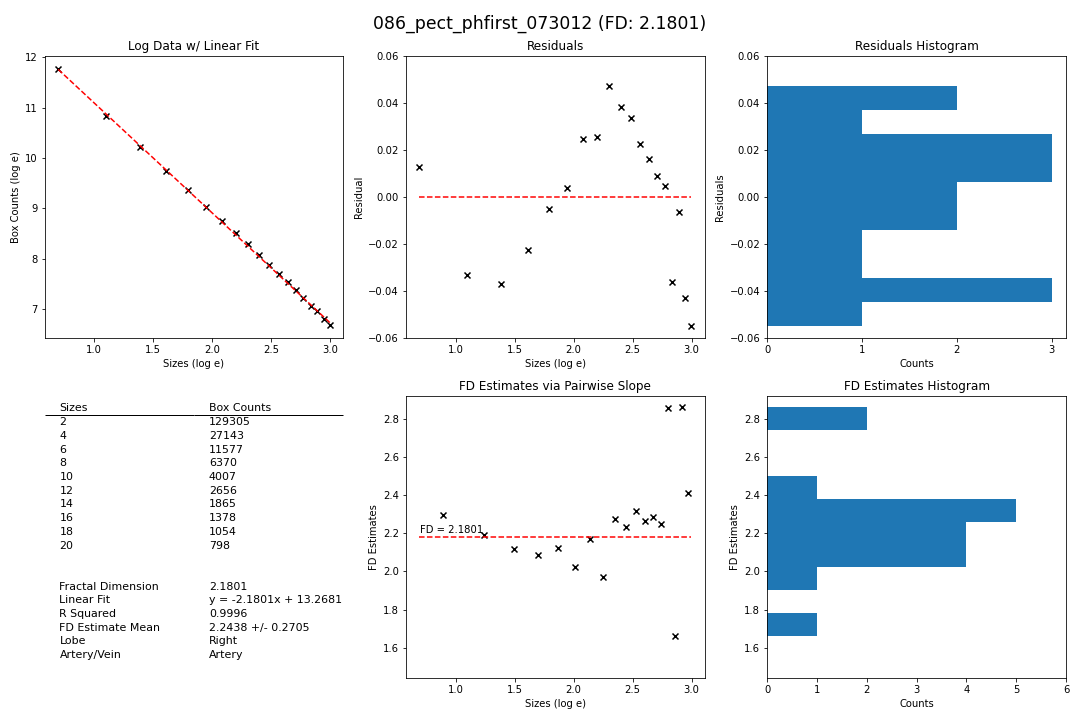 086_pect_phfirst_073012 (FD: 2.1801)
Log Data w/ Linear Fit
12
11
10
9
8
7
Box Counts (log e)
1.0 1.5 2.0 2.5 3.0
Sizes (log e)
Residuals
0.06
0.04
0.02
0.00
−0.02
−0.04
−0.06
Residual
1.0 1.5 2.0 2.5 3.0
Sizes (log e)
Residuals Histogram
0.06
0.04
0.02
0.00
−0.02
−0.04
−0.06
Residuals
0 1 2 3
Counts
Sizes Box Counts
2 129305
4 27143
6 11577
8 6370
10 4007
12 2656
14 1865
16 1378
18 1054
20 798
Fractal Dimension 2.1801
Linear Fit y = -2.1801x + 13.2681
R Squared 0.9996
FD Estimate Mean 2.2438 +/- 0.2705
Lobe Right
Artery/Vein Artery
FD Estimates via Pairwise Slope
2.8
2.6
2.4
2.2
2.0
1.8
1.6
FD Estimates
FD = 2.1801
1.0 1.5 2.0 2.5 3.0
Sizes (log e)
FD Estimates Histogram
2.8
2.6
2.4
2.2
2.0
1.8
1.6
FD Estimates
0 1 2 3 4 5 6
Counts